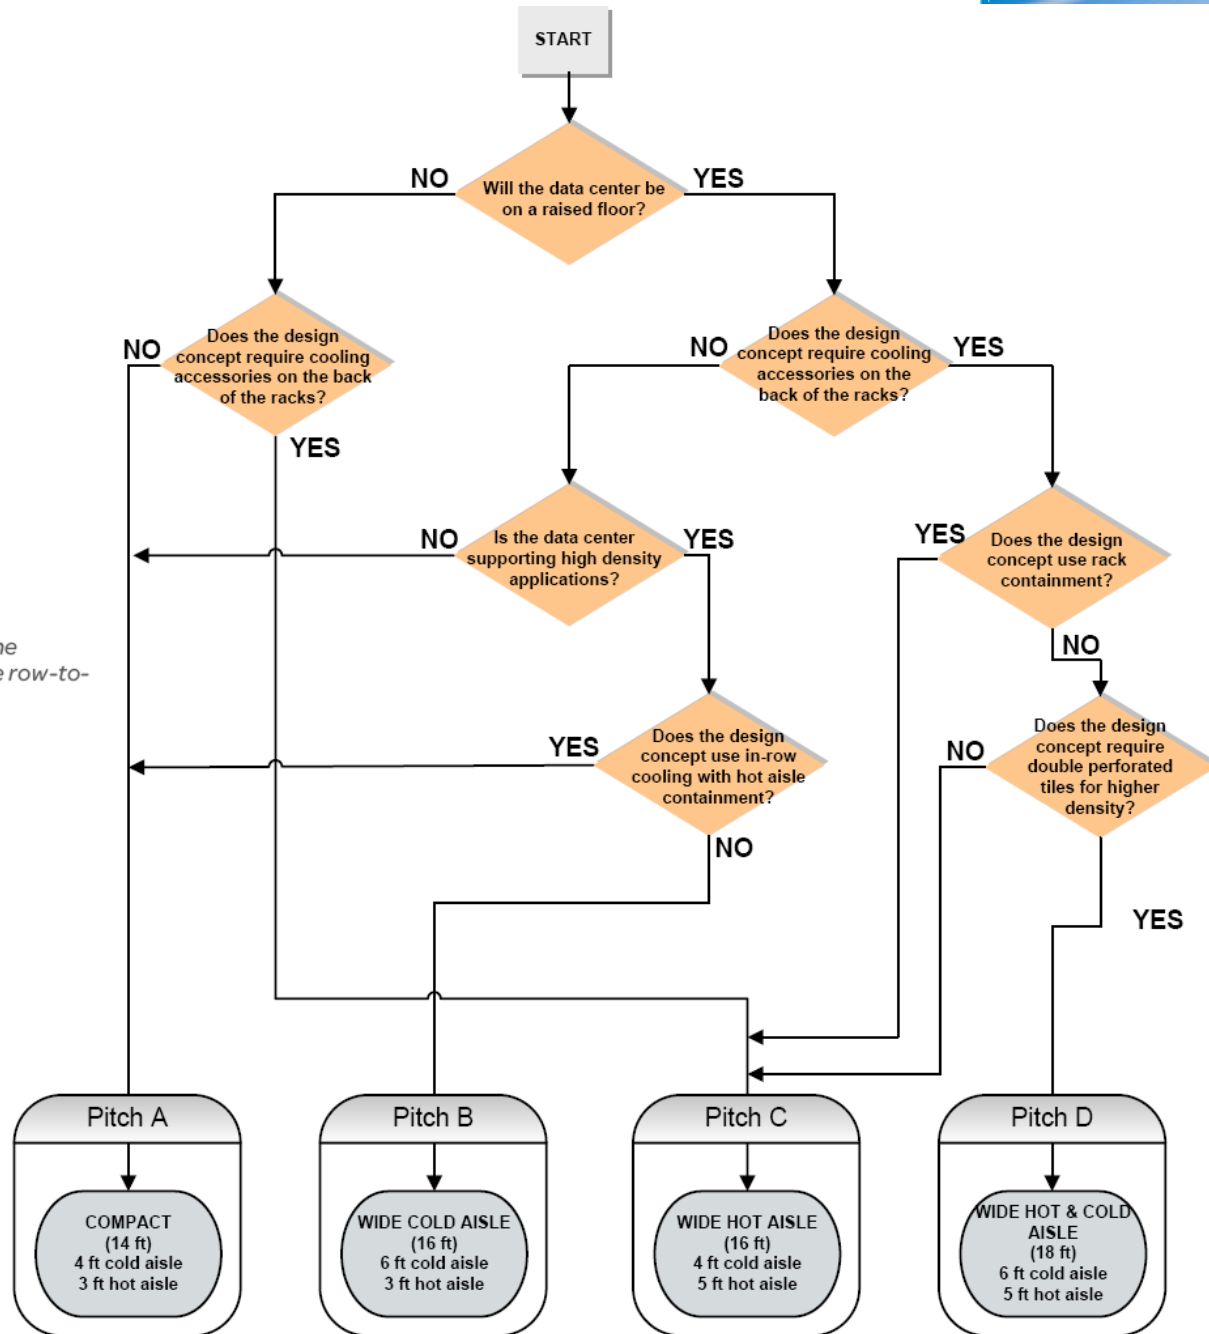 START
NO
YES
Will the data center be
on a raised floor?
NO
Does the design
concept require cooling
accessories on the back
of the racks?
YES
NO
Does the design
concept require cooling
accessories on the
back of the racks?
YES
NO
Is the data center
supporting high density
applications?
YES
YES
Does the design
concept use rack
containment?
NO
row-to-
YES
Does the design
concept use in-row
cooling with hot aisle
containment?
NO
NO
Does the design
concept require
double perforated
tiles for higher
density?
YES
Pitch A
COMPACT
(14 ft)
4 ft cold aisle
3 ft hot aisle
Pitch B
WIDE COLD AISLE
(16 ft)
6 ft cold aisle
3 ft hot aisle
Pitch C
WIDE HOT AISLE
(16 ft)
4 ft cold aisle
5 ft hot aisle
Pitch D
WIDE HOT & COLD
AISLE
(18 ft)
6 ft cold aisle
5 ft hot aisle